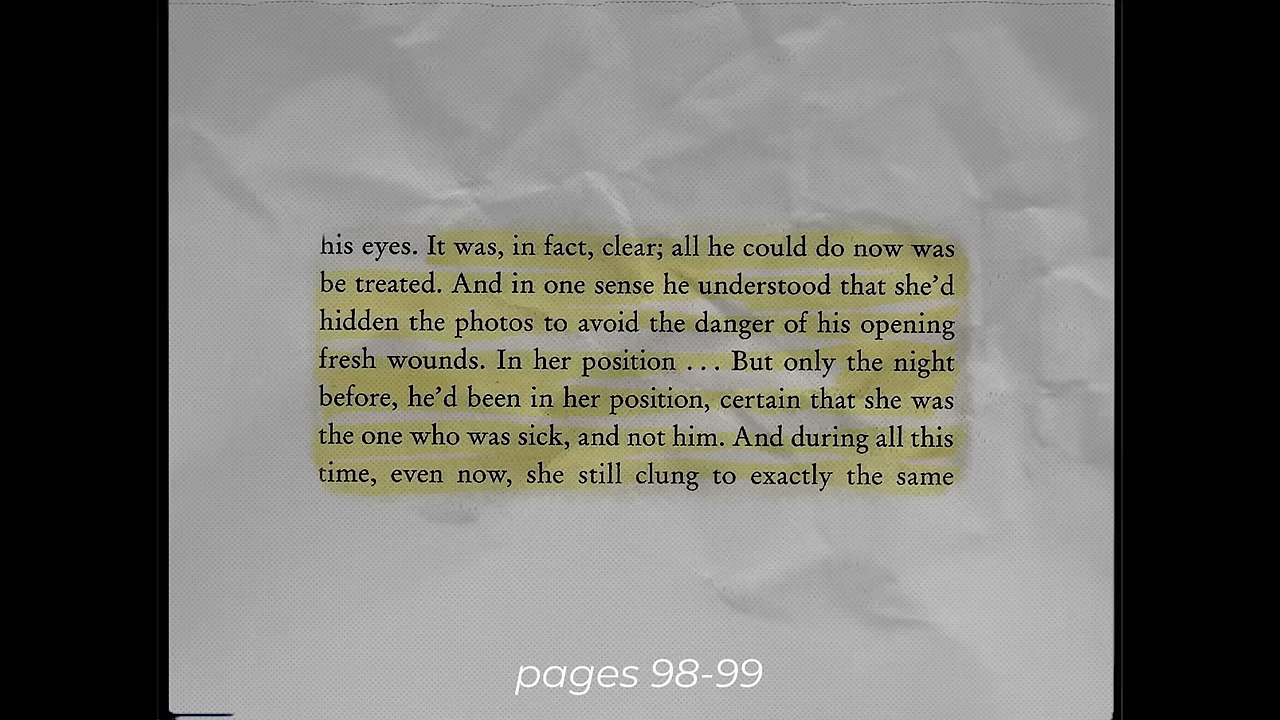 his eyes. It was, in fact, clear; all he could do now was
be treated. And in one sense he understood that she’d
hidden the photos to avoid the danger of his opening
fresh wounds. In her position . . . But only the night
before, he’d been in her position, certain that she was
the one who was sick, and not him. And during all this
time, even now, she still clung to exactly the same
pages 98-99